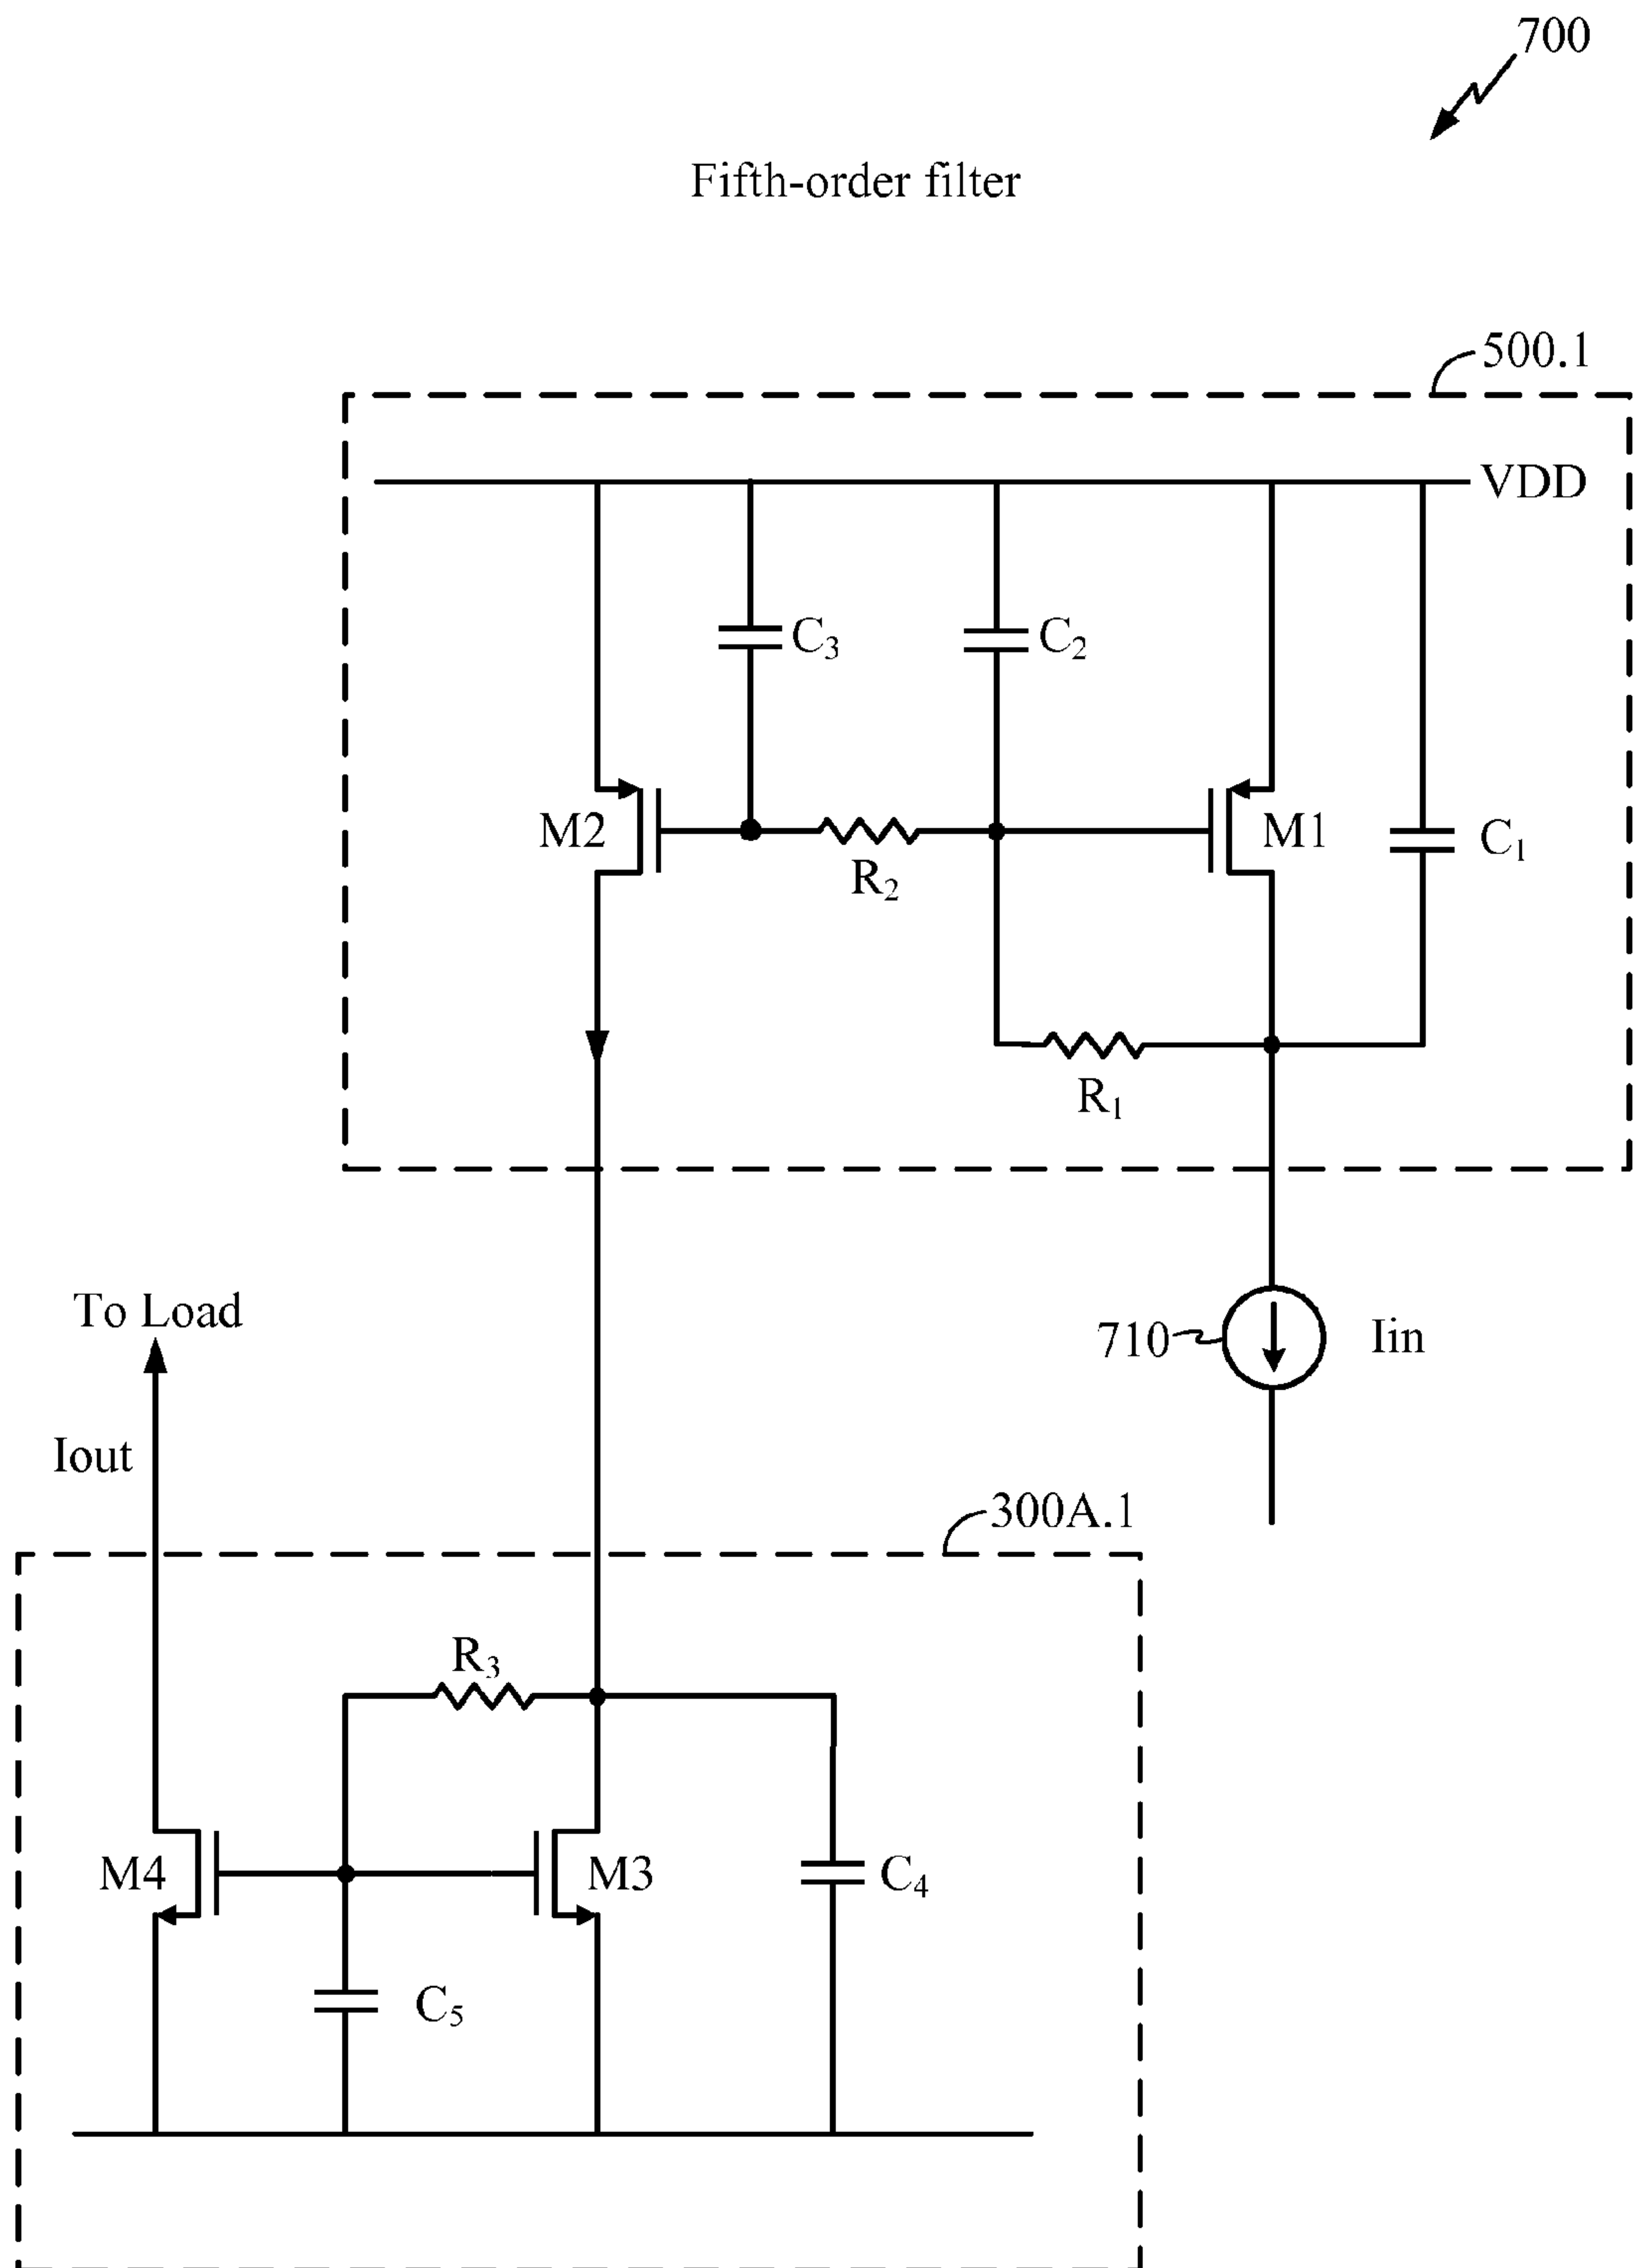 700
Fifth-order filter
500.1
VDD
C3
C2
M2
M1
C1
R2
R1
To Load
710
Iin
Iout
300A.1
R3
M4
M3
C4
C5